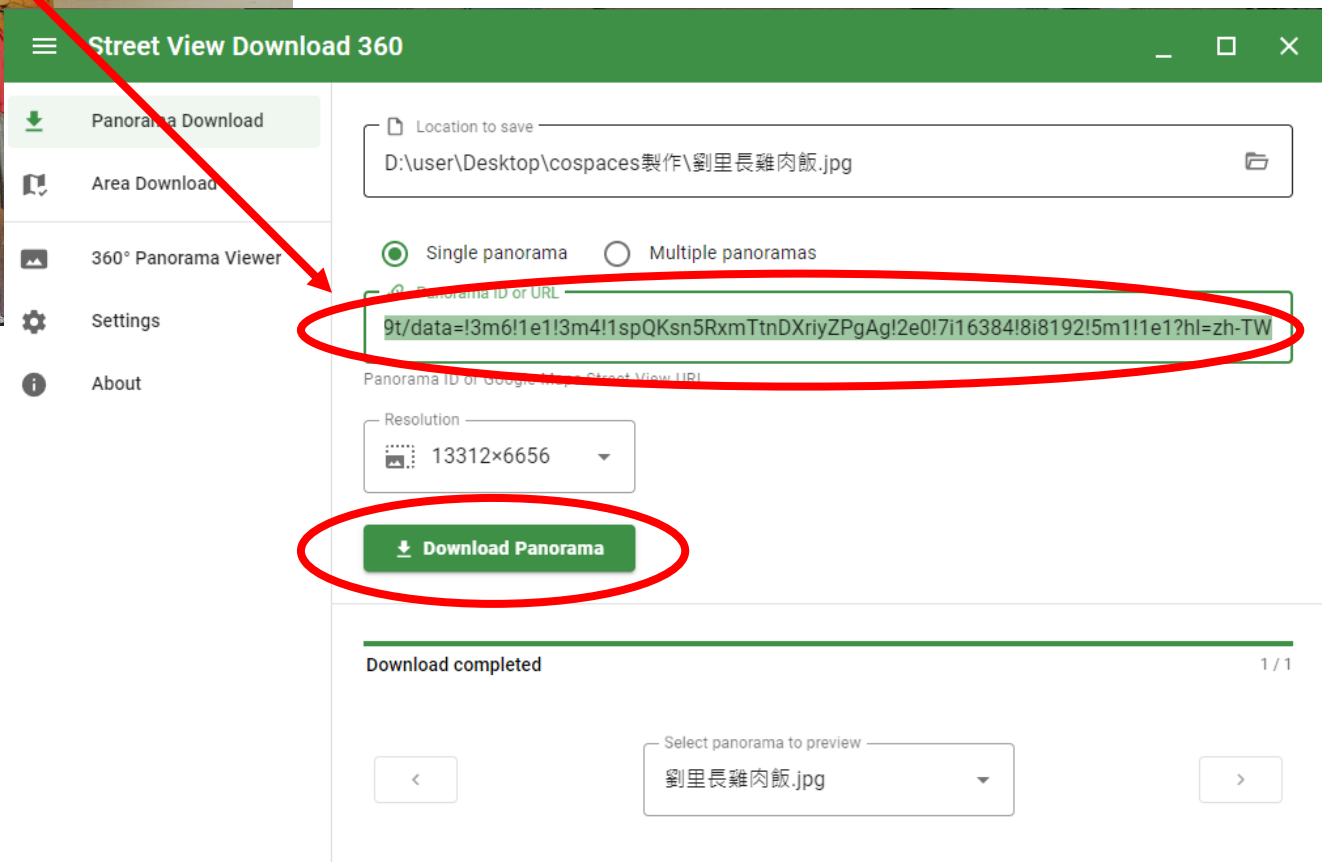 Street View Download 360
Panorama Download
Area Download
360° Panorama Viewer
Settings
About
Location to save
D:\user\Desktop\cospaces製作\劉里長雞肉飯.jpg
Single panorama
Multiple panoramas
Panorama ID or URL
9t/data=!3m6!1e1!3m4!1spQKsn5RxmTtnDXriyZPgAg!2e0!7i16384!8i8192!5m1!1e1?hl=zh-TW
Panorama ID or Google Maps Street View URL
Resolution
13312×6656
Download Panorama
Download completed
1 / 1
Select panorama to preview
劉里長雞肉飯.jpg